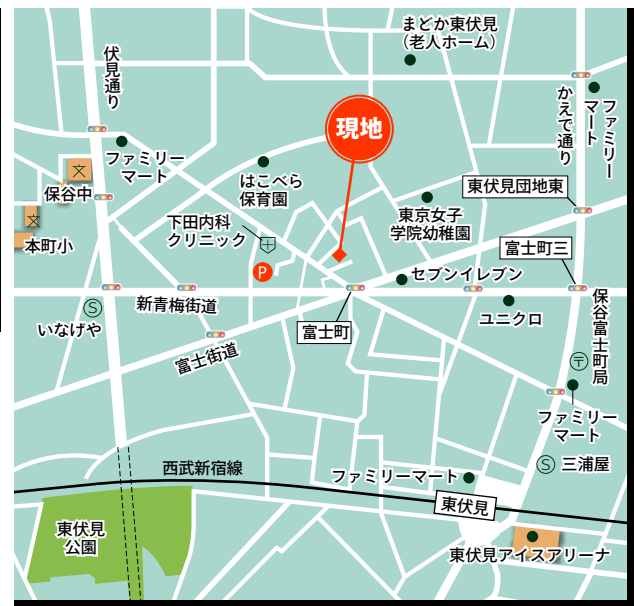 まどか東伏見
（老人ホーム）
伏見通り
かえで通り
ファミリー
マート
現地
ファミリー
マート
保谷中
文
はこべら
保育園
東京女子
学院幼稚園
東伏見団地東
文
本町小
下田内科
クリニック
富士町三
P
セブンイレブン
新青梅街道
S
いなげや
富士町
ユニクロ
保谷富士町局
〒
富士街道
ファミリー
マート
西武新宿線
ファミリーマート
S
三浦屋
東伏見
東伏見
公園
東伏見アイスアリーナ